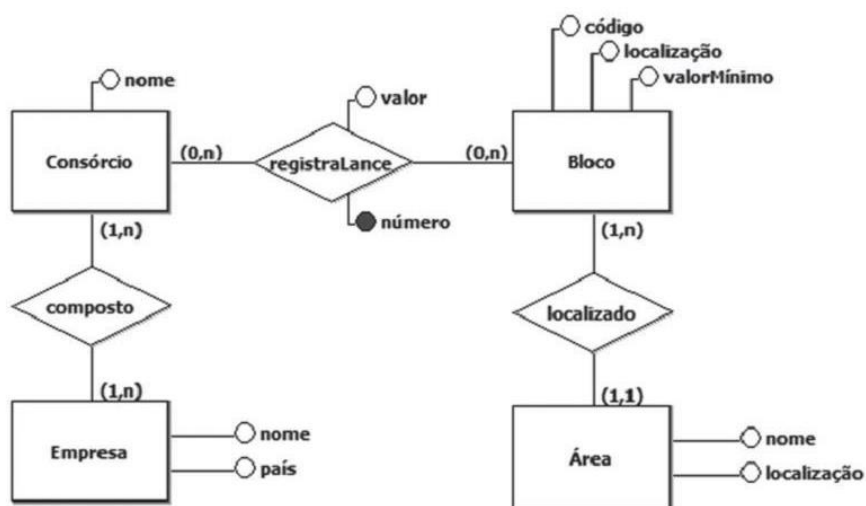 código
localização
valorMínimo
nome
valor
Consórcio
(0,n)
registraLance
(0,n)
Bloco
número
(1,n)
(1,n)
composto
localizado
(1,n)
(1,1)
Empresa
nome
país
Área
nome
localização